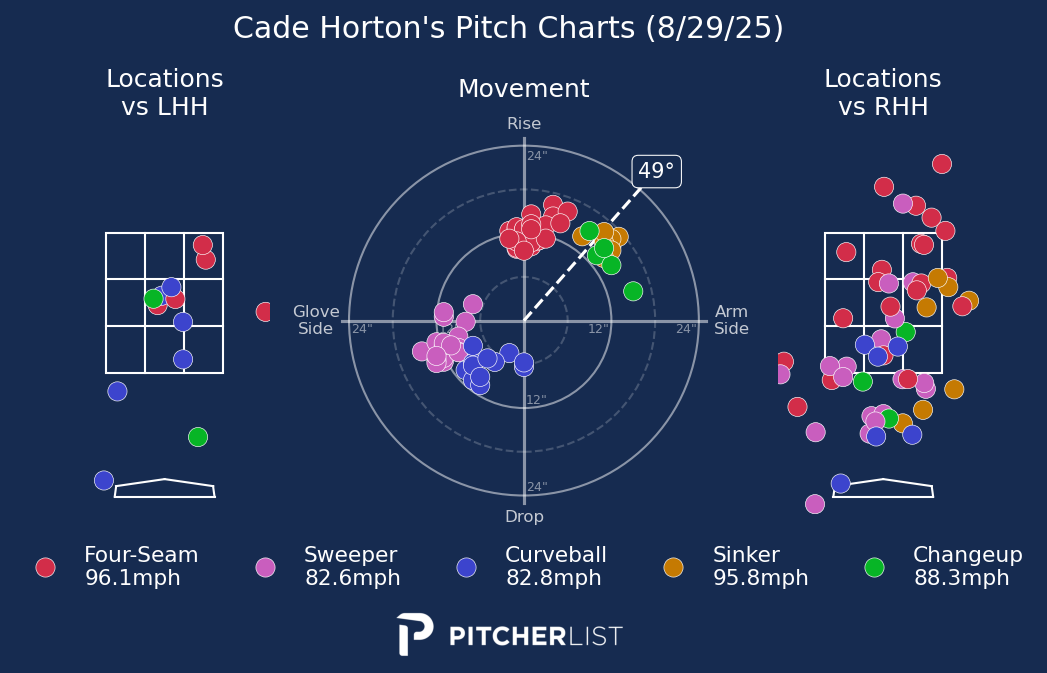 Cade Horton's Pitch Charts (8/29/25)
Locations
vs LHH
Movement
Locations
vs RHH
Rise
24"
49°
Glove
Side
24"
12"
24"
Arm
Side
12"
24"
Drop
Four-Seam
96.1mph
Sweeper
82.6mph
Curveball
82.8mph
Sinker
95.8mph
Changeup
88.3mph
PITCHERLIST